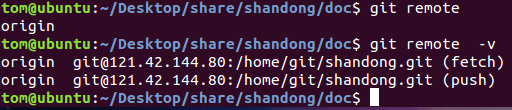 tom@ubuntu:~/Desktop/share/shandong/doc$ git remote
origin
tom@ubuntu:~/Desktop/share/shandong/doc$ git remote  -v
origin  git@121.42.144.80:/home/git/shandong.git (fetch)
origin  git@121.42.144.80:/home/git/shandong.git (push)
tom@ubuntu:~/Desktop/share/shandong/doc$